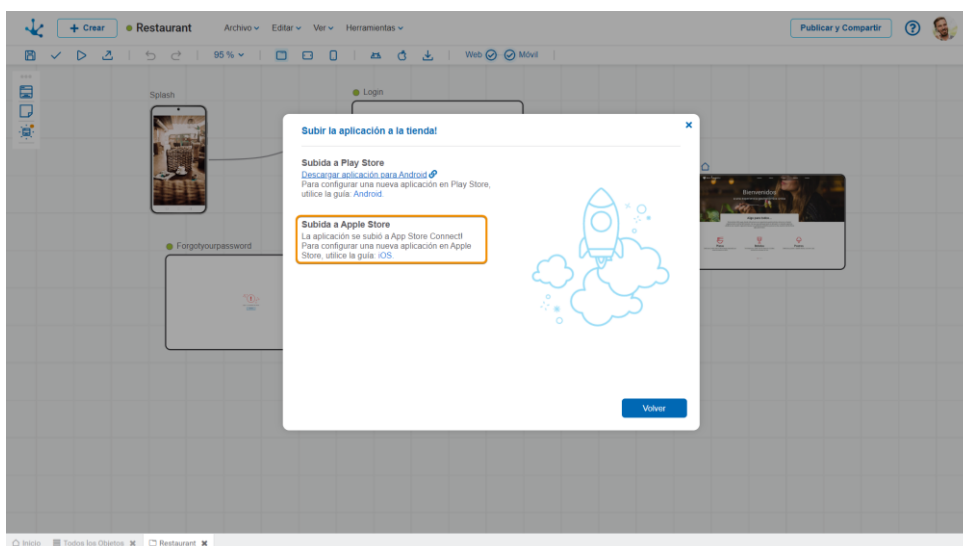 + Crear
Restaurant
Archivo
Editar
Ver
Herramientas
Publicar y Compartir
?
95 %
Web
Móvil
Splash
Login
Subir la aplicación a la tienda!
Subida a Play Store
Descargar aplicación para Android
Para configurar una nueva aplicación en Play Store,
utilice la guía: Android.
Subida a Apple Store
La aplicación se subió a App Store Connect!
Para configurar una nueva aplicación en Apple
Store, utilice la guía: iOS.
Bienvenidos
Forgotyourpassword
Volver
Inicio
Todos los Objetos
Restaurant